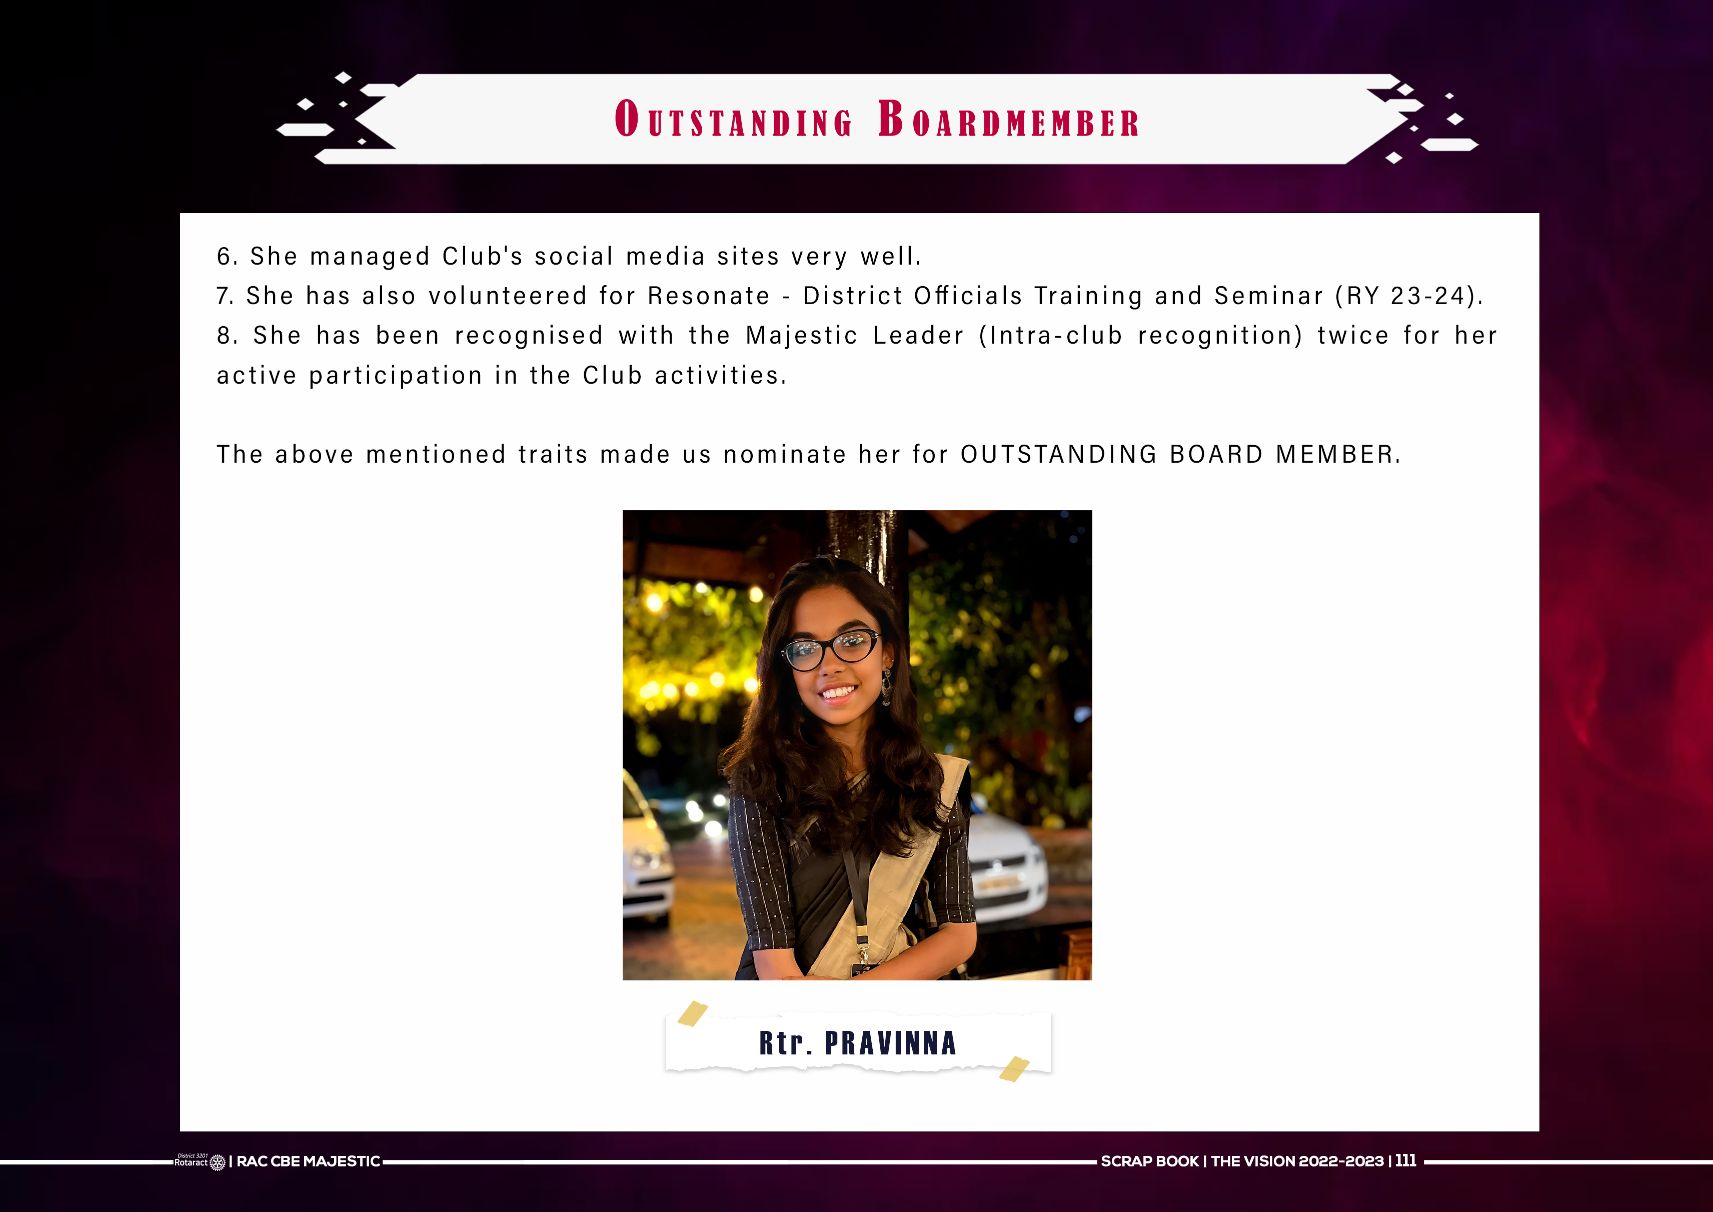 OUTSTANDING BOARDMEMBER
6. She managed Club's social media sites very well.
7. She has also volunteered for Resonate - District Officials Training and Seminar (RY 23-24).
8. She has been recognised with the Majestic Leader (Intra-club recognition) twice for her
active participation in the Club activities.
The above mentioned traits made us nominate her for OUTSTANDING BOARD MEMBER.
Rtr. PRAVINNA
District 3201
Rotaract | RAC CBE MAJESTIC
SCRAP BOOK | THE VISION 2022-2023 | 111